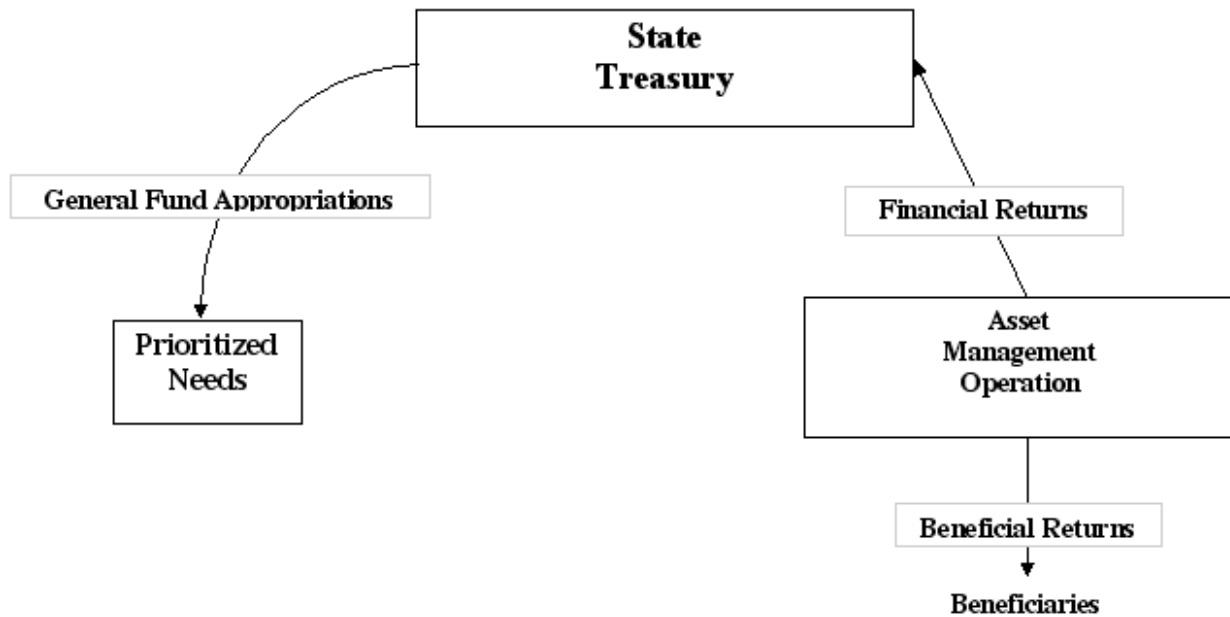 State
Treasury
General Fund Appropriations
Financial Returns
Prioritized
Needs
Asset
Management
Operation
Beneficial Returns
Beneficiaries